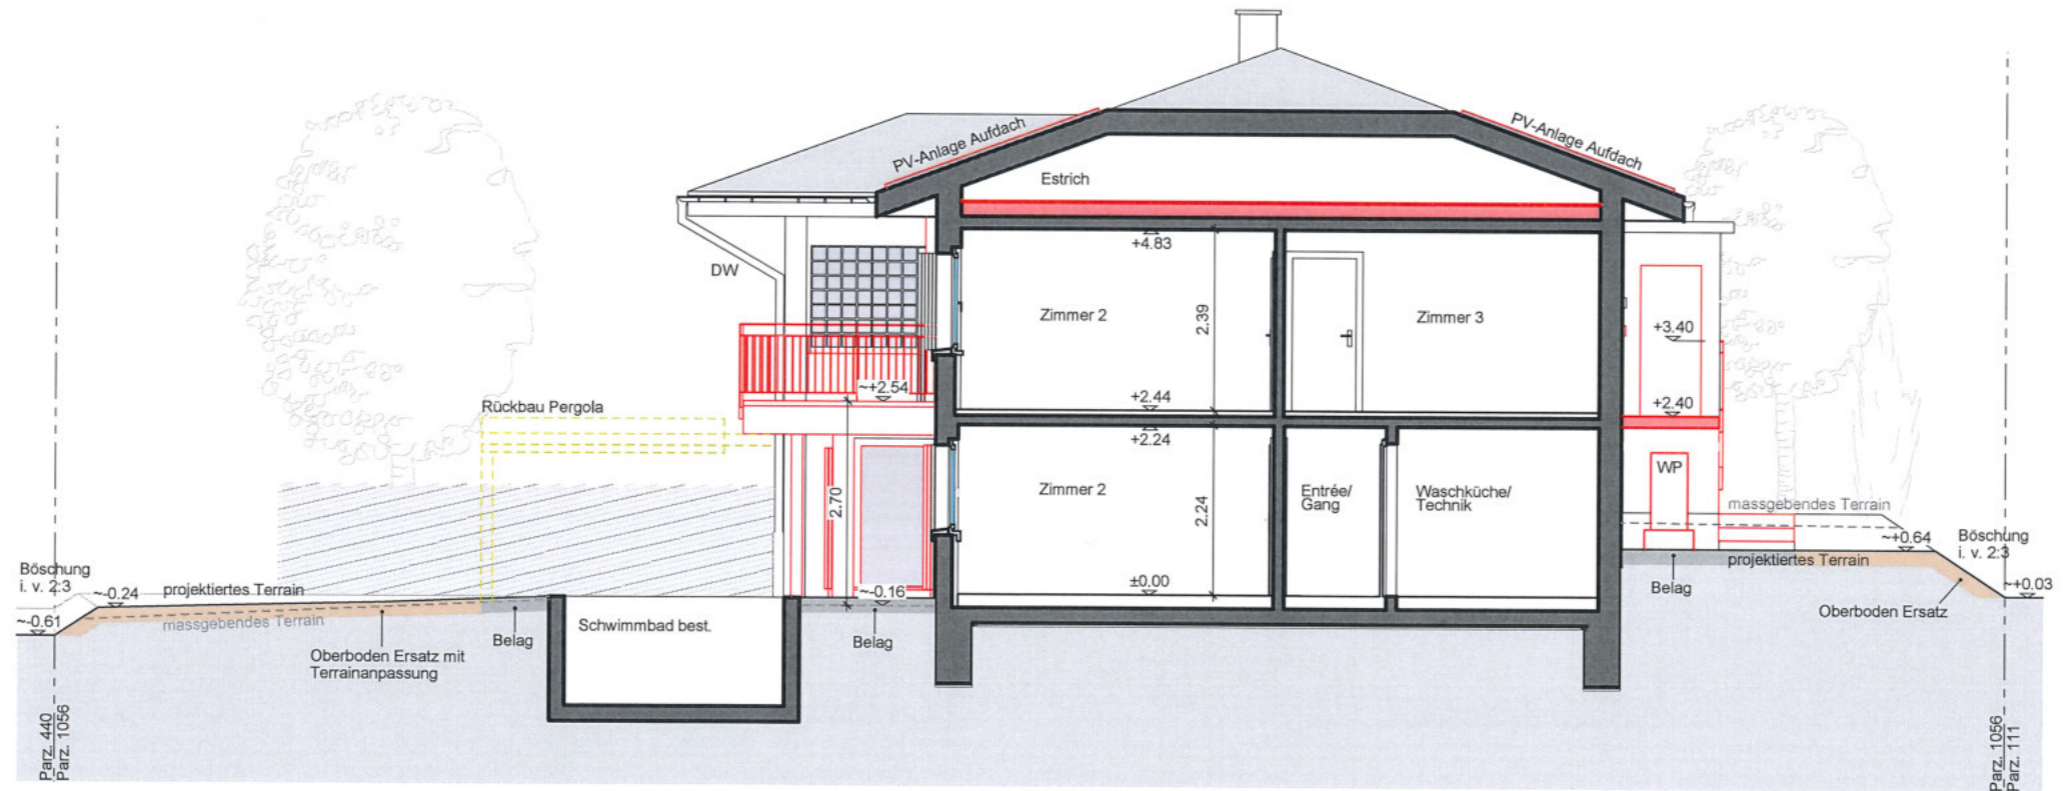 PV-Anlage Aufdach
PV-Anlage Aufdach
Estrich
+4.83
DW
Zimmer 2
2.39
Zimmer 3
+3.40
~+2.54
+2.44
+2.40
Rückbau Pergola
+2.24
2.70
Zimmer 2
2.24
Entrée/
Gang
Waschküche/
Technik
WP
massgebendes Terrain
~+0.64
Böschung
i. v. 2:3
projektiertes Terrain
~+0.03
Belag
Oberboden Ersatz
Böschung
i. v. 2:3
~-0.24
projektiertes Terrain
~-0.16
±0.00
~-0.61
massgebendes Terrain
Oberboden Ersatz mit
Terrainanpassung
Belag
Schwimmbad best.
Belag
Parz. 440
Parz. 1056
Parz. 1056
Parz. 111